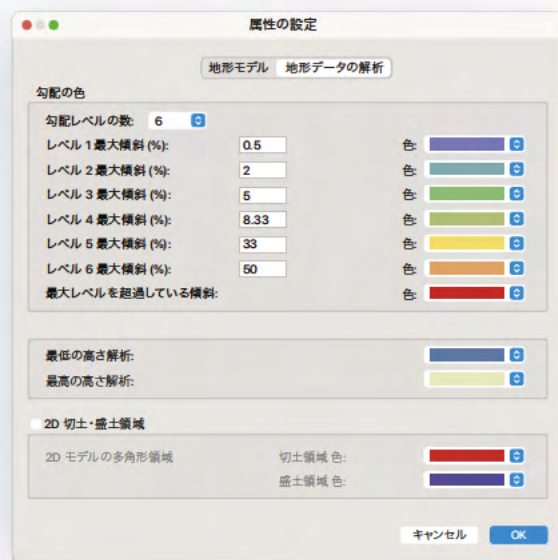 属性の設定
地形モデル 地形データの解析
勾配の色
勾配レベルの数: 6
レベル 1 最大傾斜 (%): 0.5 色:
レベル 2 最大傾斜 (%): 2 色:
レベル 3 最大傾斜 (%): 5 色:
レベル 4 最大傾斜 (%): 8.33 色:
レベル 5 最大傾斜 (%): 33 色:
レベル 6 最大傾斜 (%): 50 色:
最大レベルを超過している傾斜: 色:
最低の高さ解析:
最高の高さ解析:
2D 切土・盛土領域
2D モデルの多角形領域 切土領域 色:
盛土領域 色:
キャンセル OK